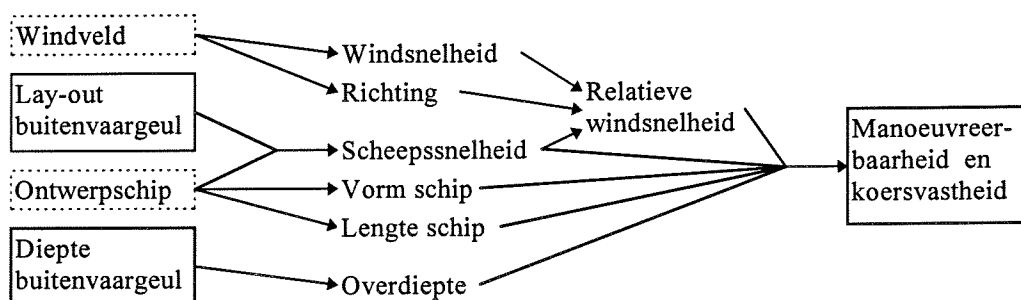 Windveld
Lay-out
buitenvaargeul
Ontwerpschip
Diepte
buitenvaargeul
Windsnelheid
Richting
Scheepssnelheid
Vorm schip
Lengte schip
Overdiepte
Relatieve
windsnelheid
Manoeuvreer-
baarheid en
koersvastheid